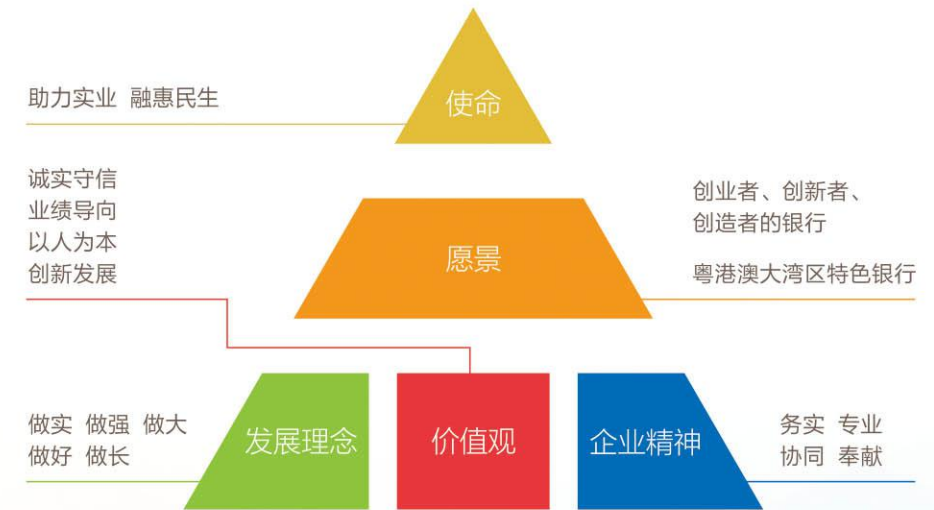 使命
助力实业 融惠民生
愿景
创业者、创新者、
创造者的银行
粤港澳大湾区特色银行
诚实守信
业绩导向
以人为本
创新发展
发展理念
做实 做强 做大
做好 做长
价值观
企业精神
务实 专业
协同 奉献